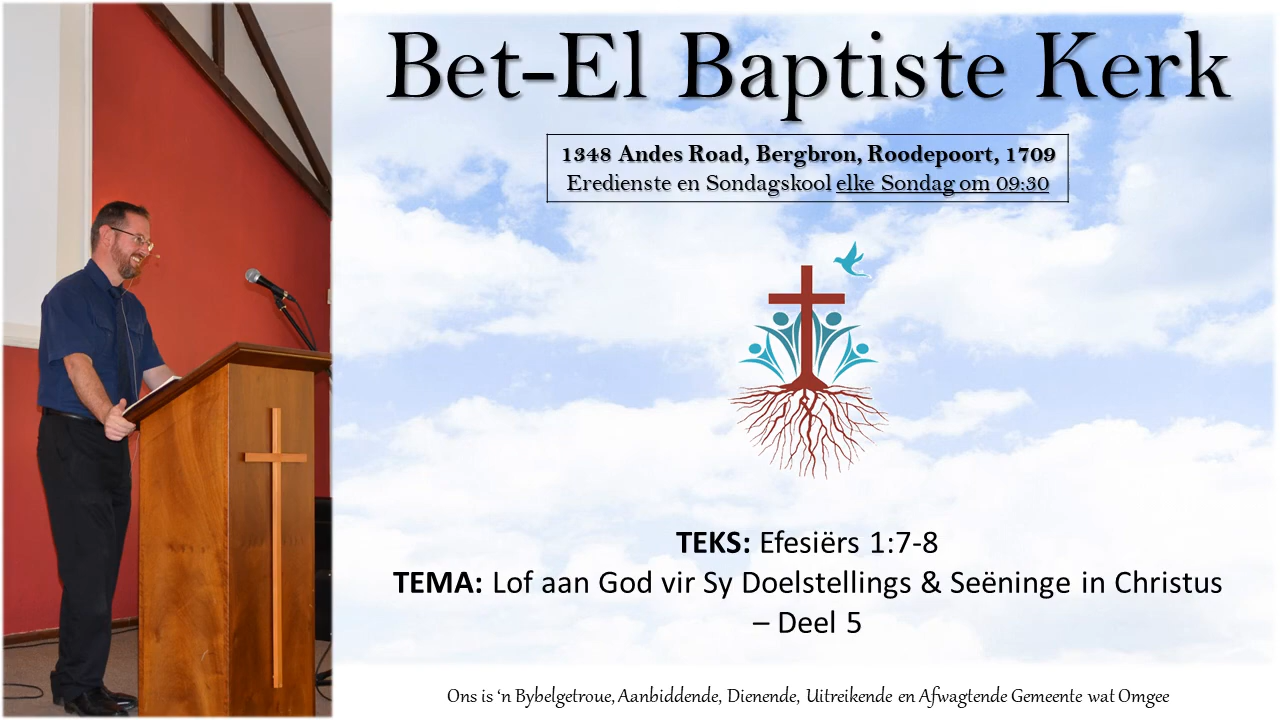 Bet-El Baptiste Kerk
1348 Andes Road, Bergbron, Roodepoort, 1709
Eredienste en Sondagskool elke Sondag om 09:30
TEKS: Efesiërs 1:7-8
TEMA: Lof aan God vir Sy Doelstellings & Seëninge in Christus
– Deel 5
Ons is ‘n Bybelgetroue, Aanbiddende, Dienende, Uitreikende en Afwagtende Gemeente wat Omgee